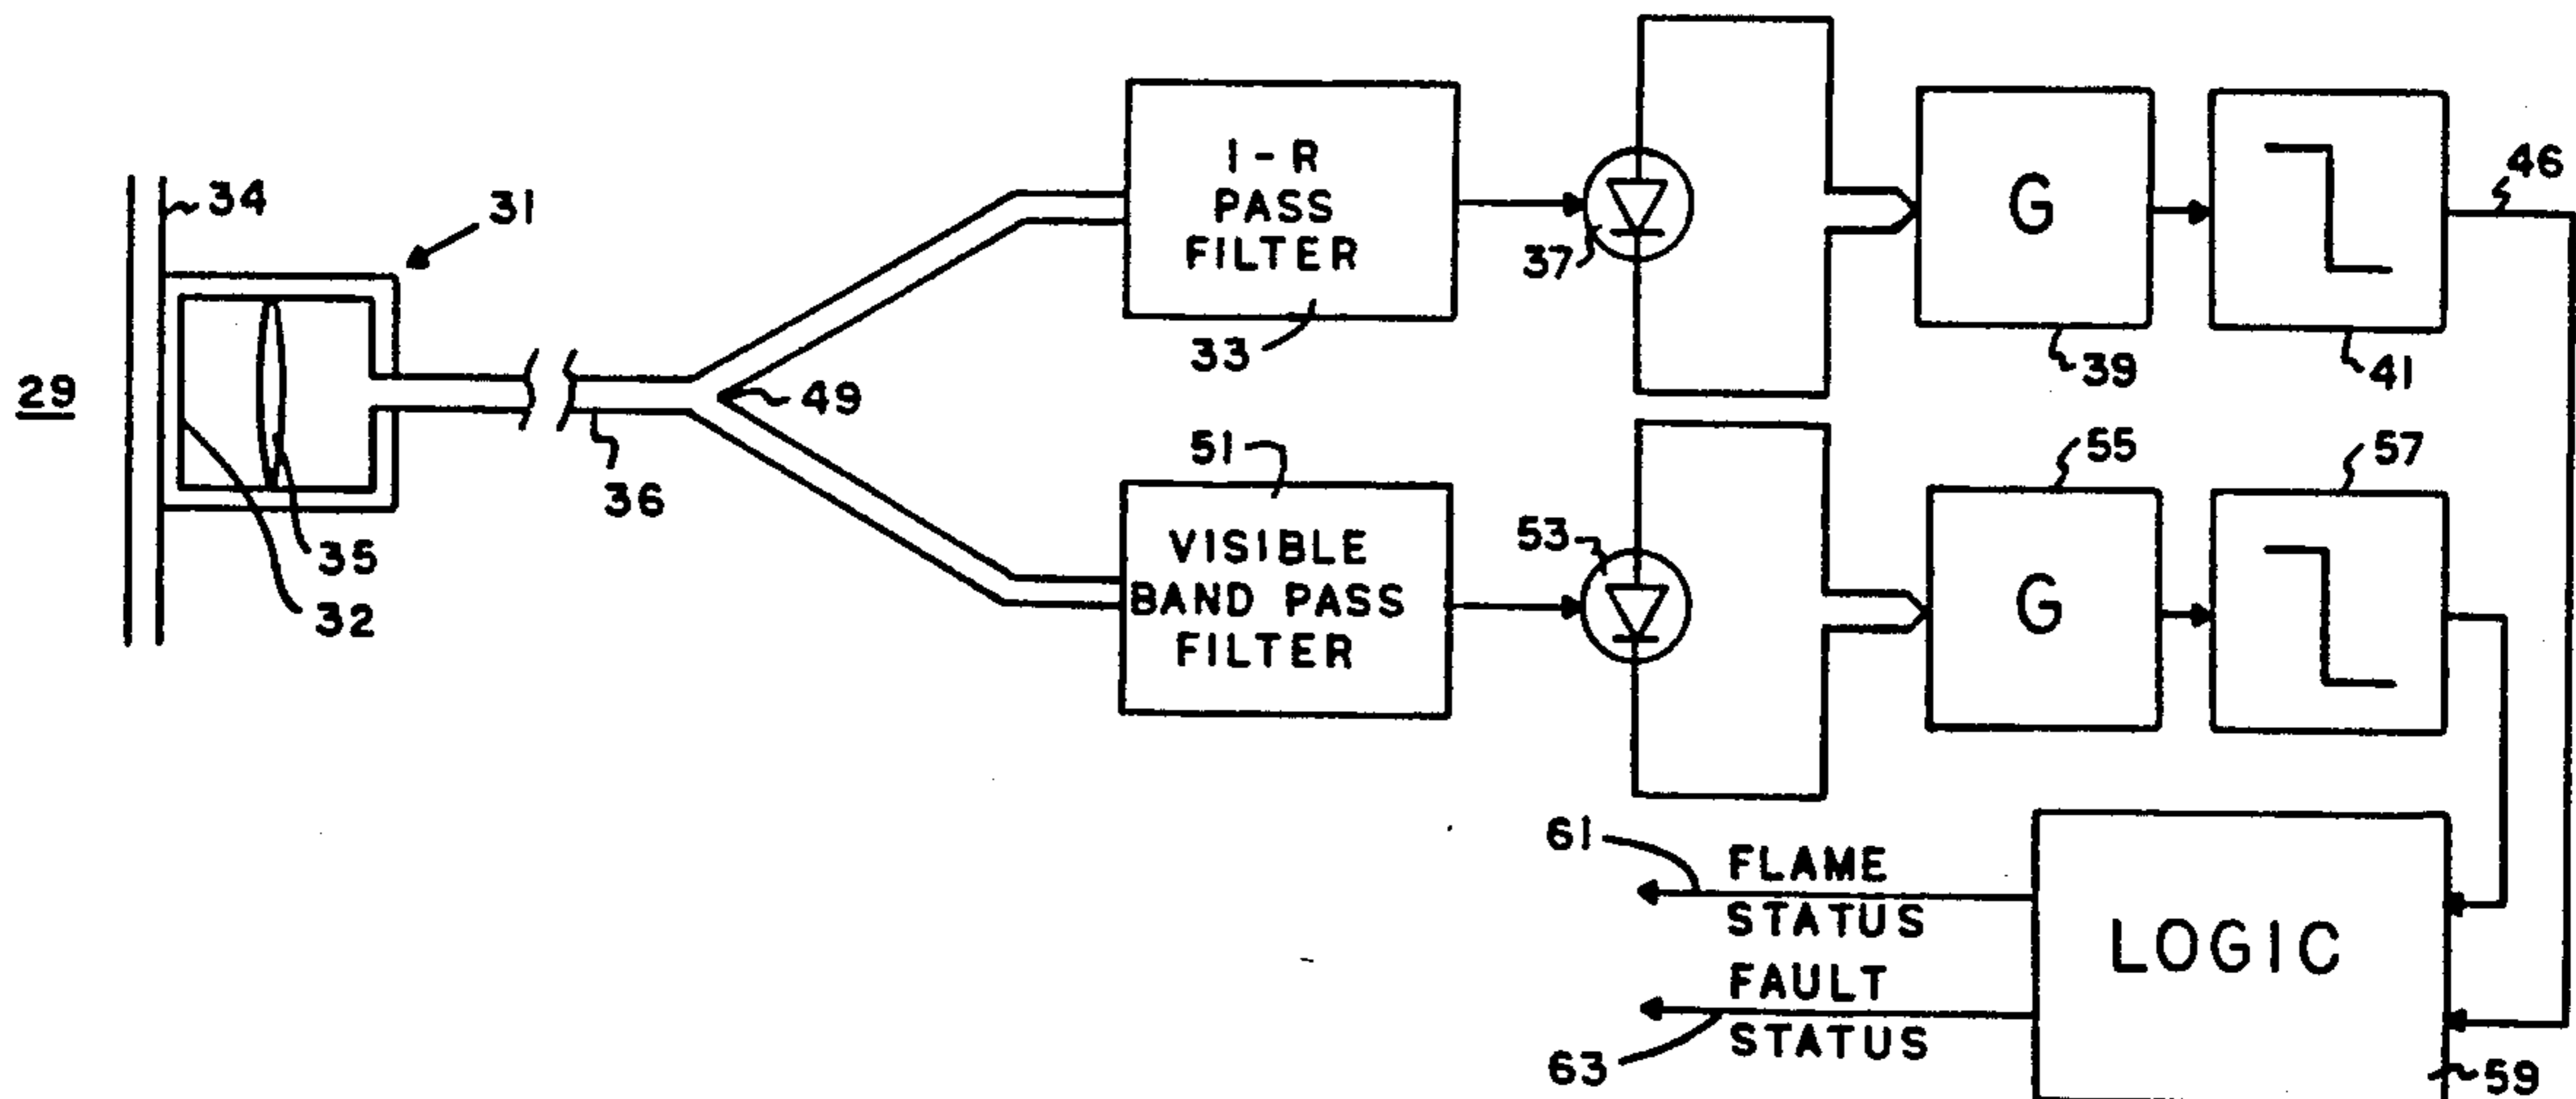 34
31
29
35
32
36
49
I-R
PASS
FILTER
33
37
G
39
41
46
51
VISIBLE
BAND PASS
FILTER
53
G
55
57
61
FLAME
STATUS
FAULT
STATUS
63
LOGIC
59